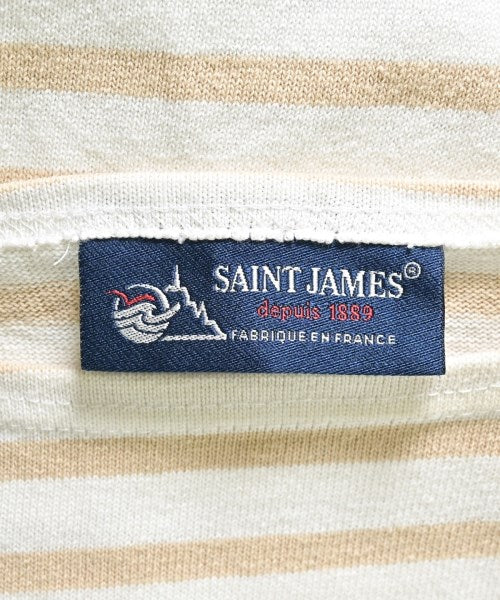 SAINT JAMES®
depuis 1889
FABRIQUE EN FRANCE